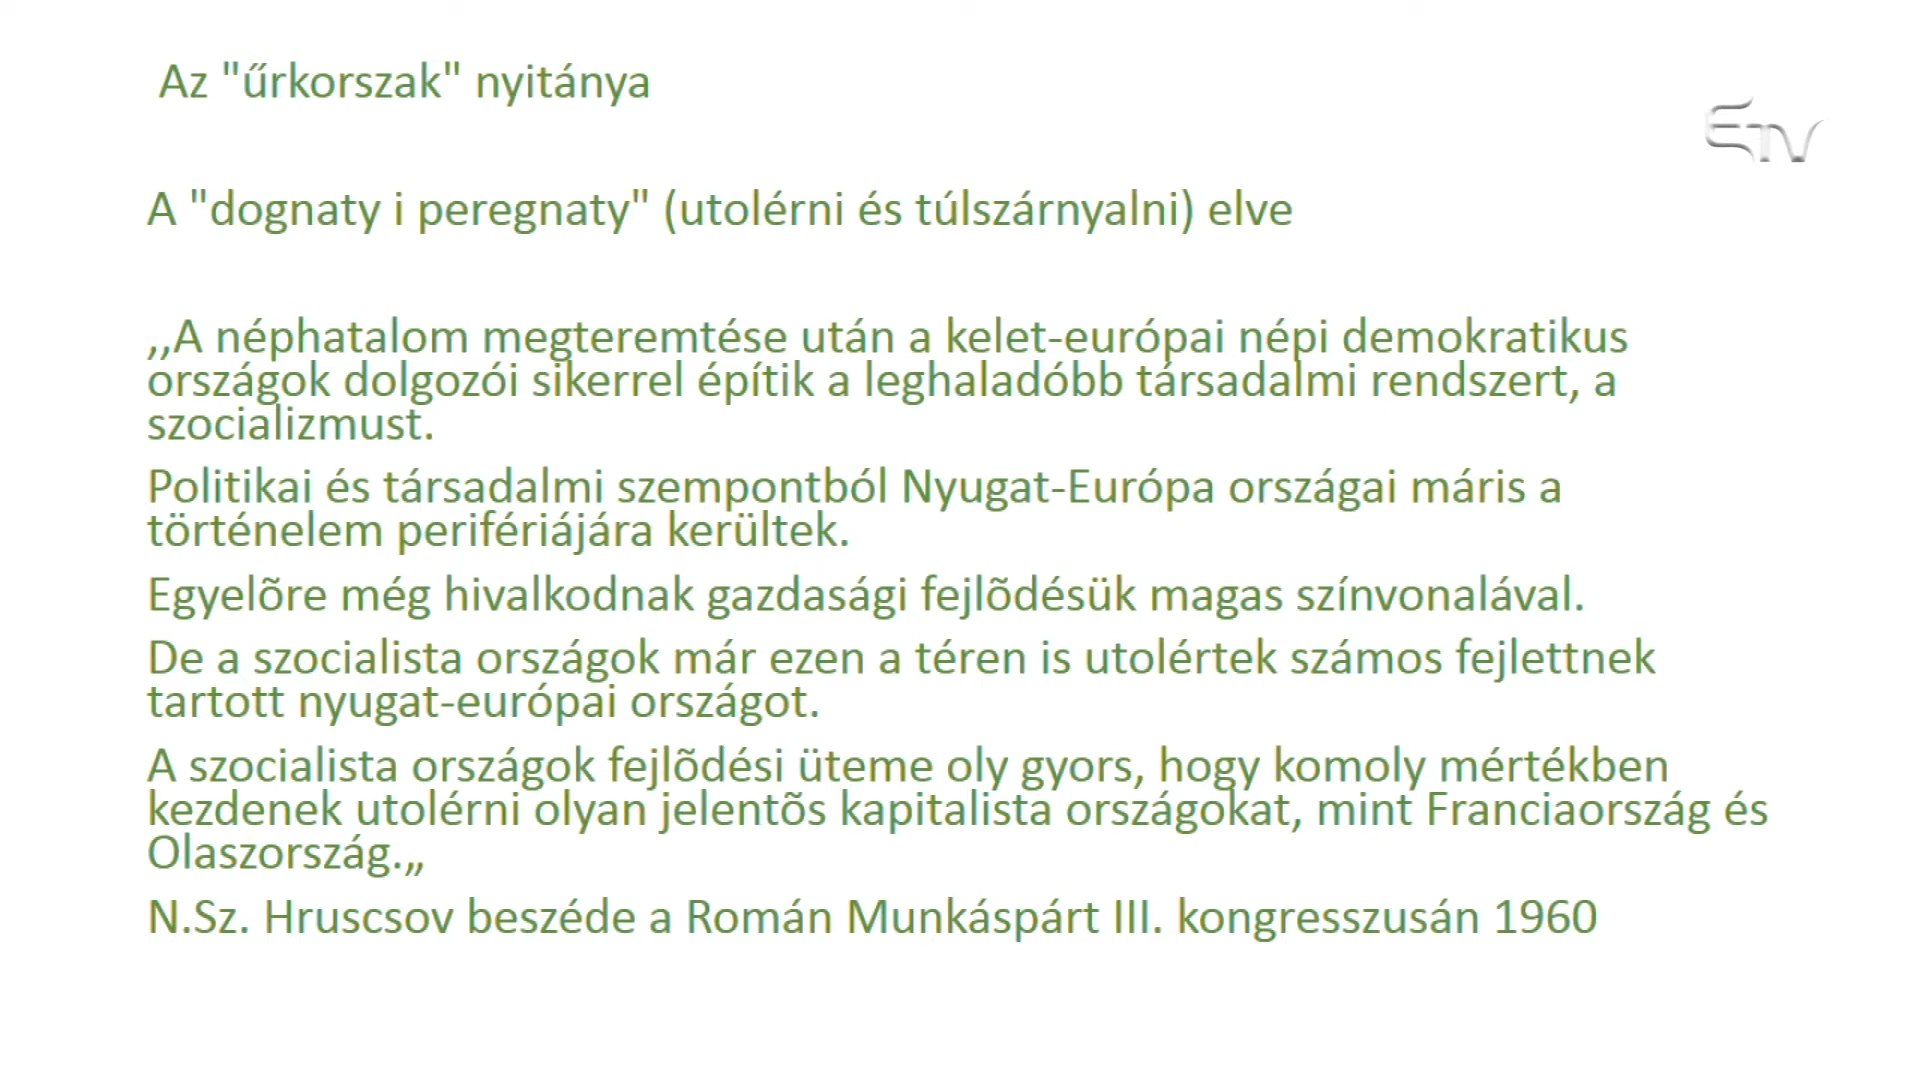 Az "űrkorszak" nyitánya
ETV
A "dognaty i peregnaty" (utolérni és túlszárnyalni) elve
,,A néphatalom megteremtése után a kelet-európai népi demokratikus
országok dolgozói sikerrel építik a leghaladóbb társadalmi rendszert, a
szocializmust.
Politikai és társadalmi szempontból Nyugat-Európa országai máris a
történelem perifériájára kerültek.
Egyelõre még hivalkodnak gazdasági fejlõdésük magas színvonalával.
De a szocialista országok már ezen a téren is utolértek számos fejlettnek
tartott nyugat-európai országot.
A szocialista országok fejlõdési üteme oly gyors, hogy komoly mértékben
kezdenek utolérni olyan jelentõs kapitalista országokat, mint Franciaország és
Olaszország.„
N.Sz. Hruscsov beszéde a Román Munkáspárt III. kongresszusán 1960